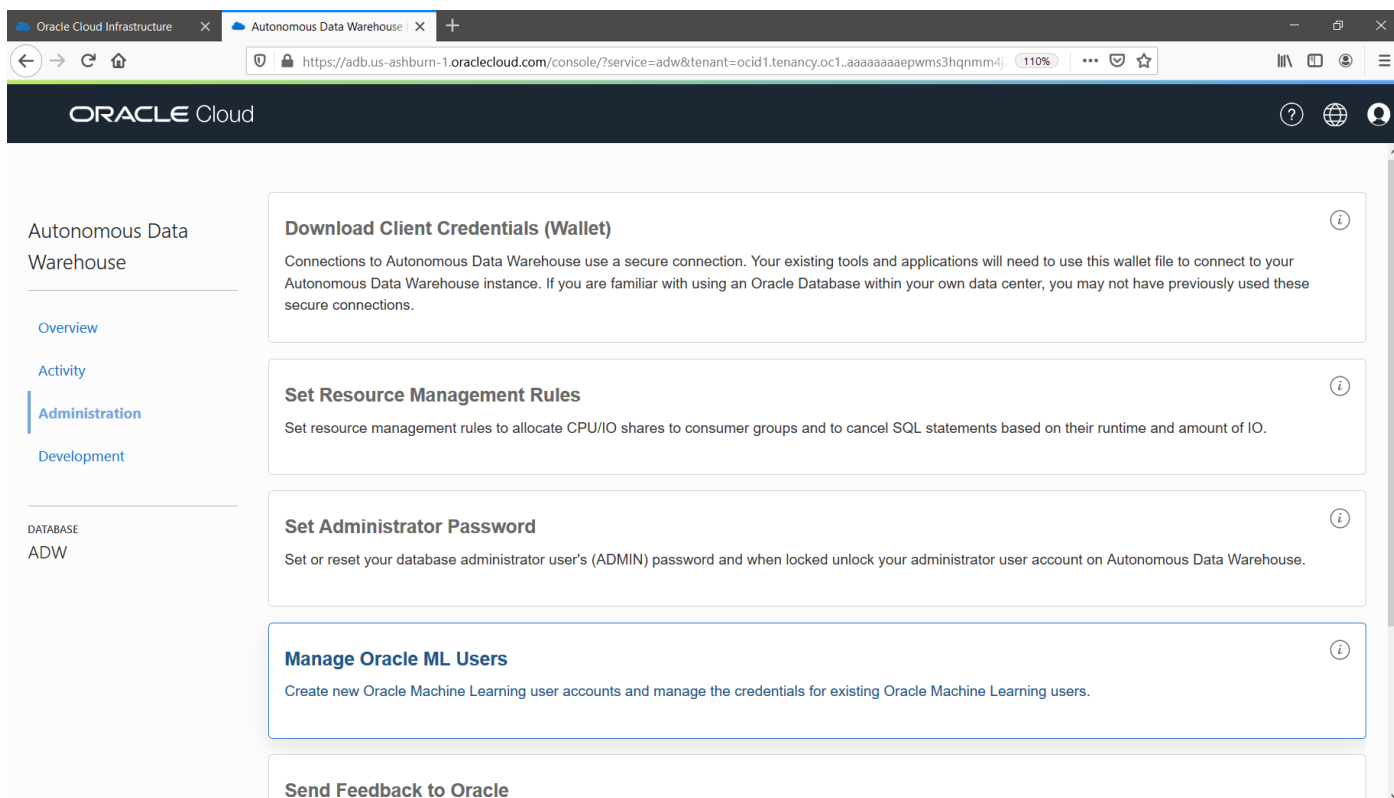 Oracle Cloud Infrastructure
Autonomous Data Warehouse
https://adb.us-ashburn-1.oraclecloud.com/console/?service=adw&tenant=ocid1.tenancy.oc1..aaaaaaaaepwms3hqnmm4j
110%
ORACLE Cloud
Autonomous Data
Warehouse
Overview
Activity
Administration
Development
DATABASE
ADW
Download Client Credentials (Wallet)
Connections to Autonomous Data Warehouse use a secure connection. Your existing tools and applications will need to use this wallet file to connect to your
Autonomous Data Warehouse instance. If you are familiar with using an Oracle Database within your own data center, you may not have previously used these
secure connections.
Set Resource Management Rules
Set resource management rules to allocate CPU/IO shares to consumer groups and to cancel SQL statements based on their runtime and amount of IO.
Set Administrator Password
Set or reset your database administrator user's (ADMIN) password and when locked unlock your administrator user account on Autonomous Data Warehouse.
Manage Oracle ML Users
Create new Oracle Machine Learning user accounts and manage the credentials for existing Oracle Machine Learning users.
Send Feedback to Oracle